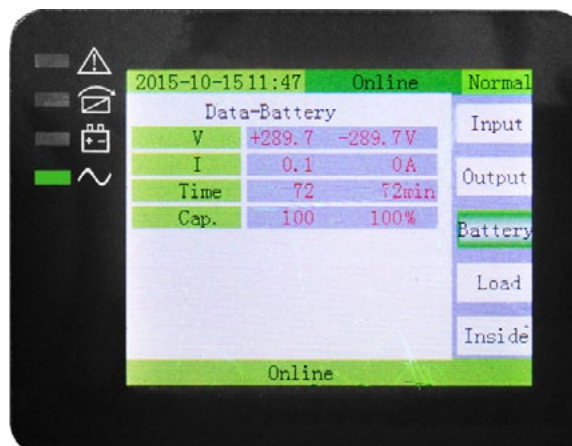 2015-10-15 11:47 Online Normal
Data-Battery
V +289.7 -289.7V
I 0.1 0A
Time 72 72min
Cap. 100 100%
Input
Output
Battery
Load
Inside
Online